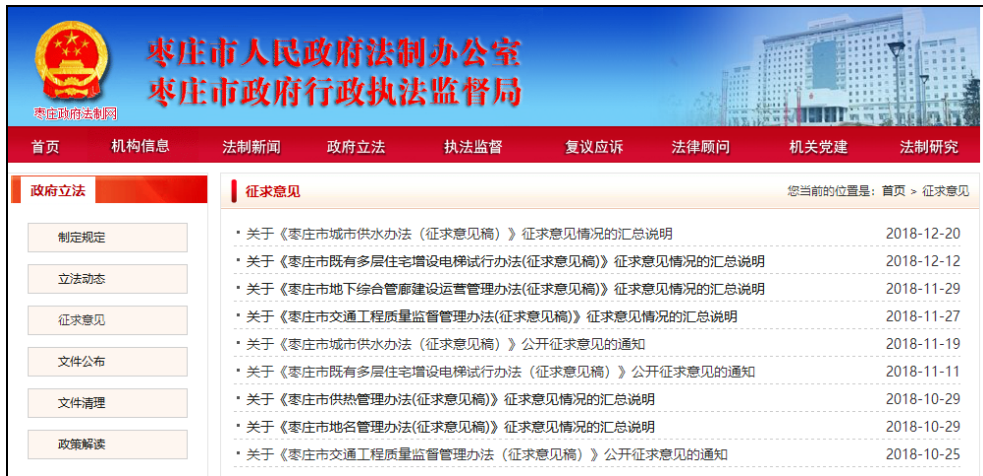 枣庄市人民政府法制办公室
枣庄市政府行政执法监督局
枣庄政府法制网
首页 机构信息 法制新闻 政府立法 执法监督 复议应诉 法律顾问 机关党建 法制研究
政府立法
制定规定
立法动态
征求意见
文件公布
文件清理
政策解读
征求意见 您当前的位置是：首页 > 征求意见
·关于《枣庄市城市供水办法（征求意见稿）》征求意见情况的汇总说明 2018-12-20
·关于《枣庄市既有多层住宅增设电梯试行办法(征求意见稿)》征求意见情况的汇总说明 2018-12-12
·关于《枣庄市地下综合管廊建设运营管理办法(征求意见稿)》征求意见情况的汇总说明 2018-11-29
·关于《枣庄市交通工程质量监督管理办法(征求意见稿)》征求意见情况的汇总说明 2018-11-27
·关于《枣庄市城市供水办法（征求意见稿）》公开征求意见的通知 2018-11-19
·关于《枣庄市既有多层住宅增设电梯试行办法（征求意见稿）》公开征求意见的通知 2018-11-11
·关于《枣庄市供热管理办法(征求意见稿)》征求意见情况的汇总说明 2018-10-29
·关于《枣庄市地名管理办法(征求意见稿)》征求意见情况的汇总说明 2018-10-29
·关于《枣庄市交通工程质量监督管理办法（征求意见稿）》公开征求意见的通知 2018-10-25